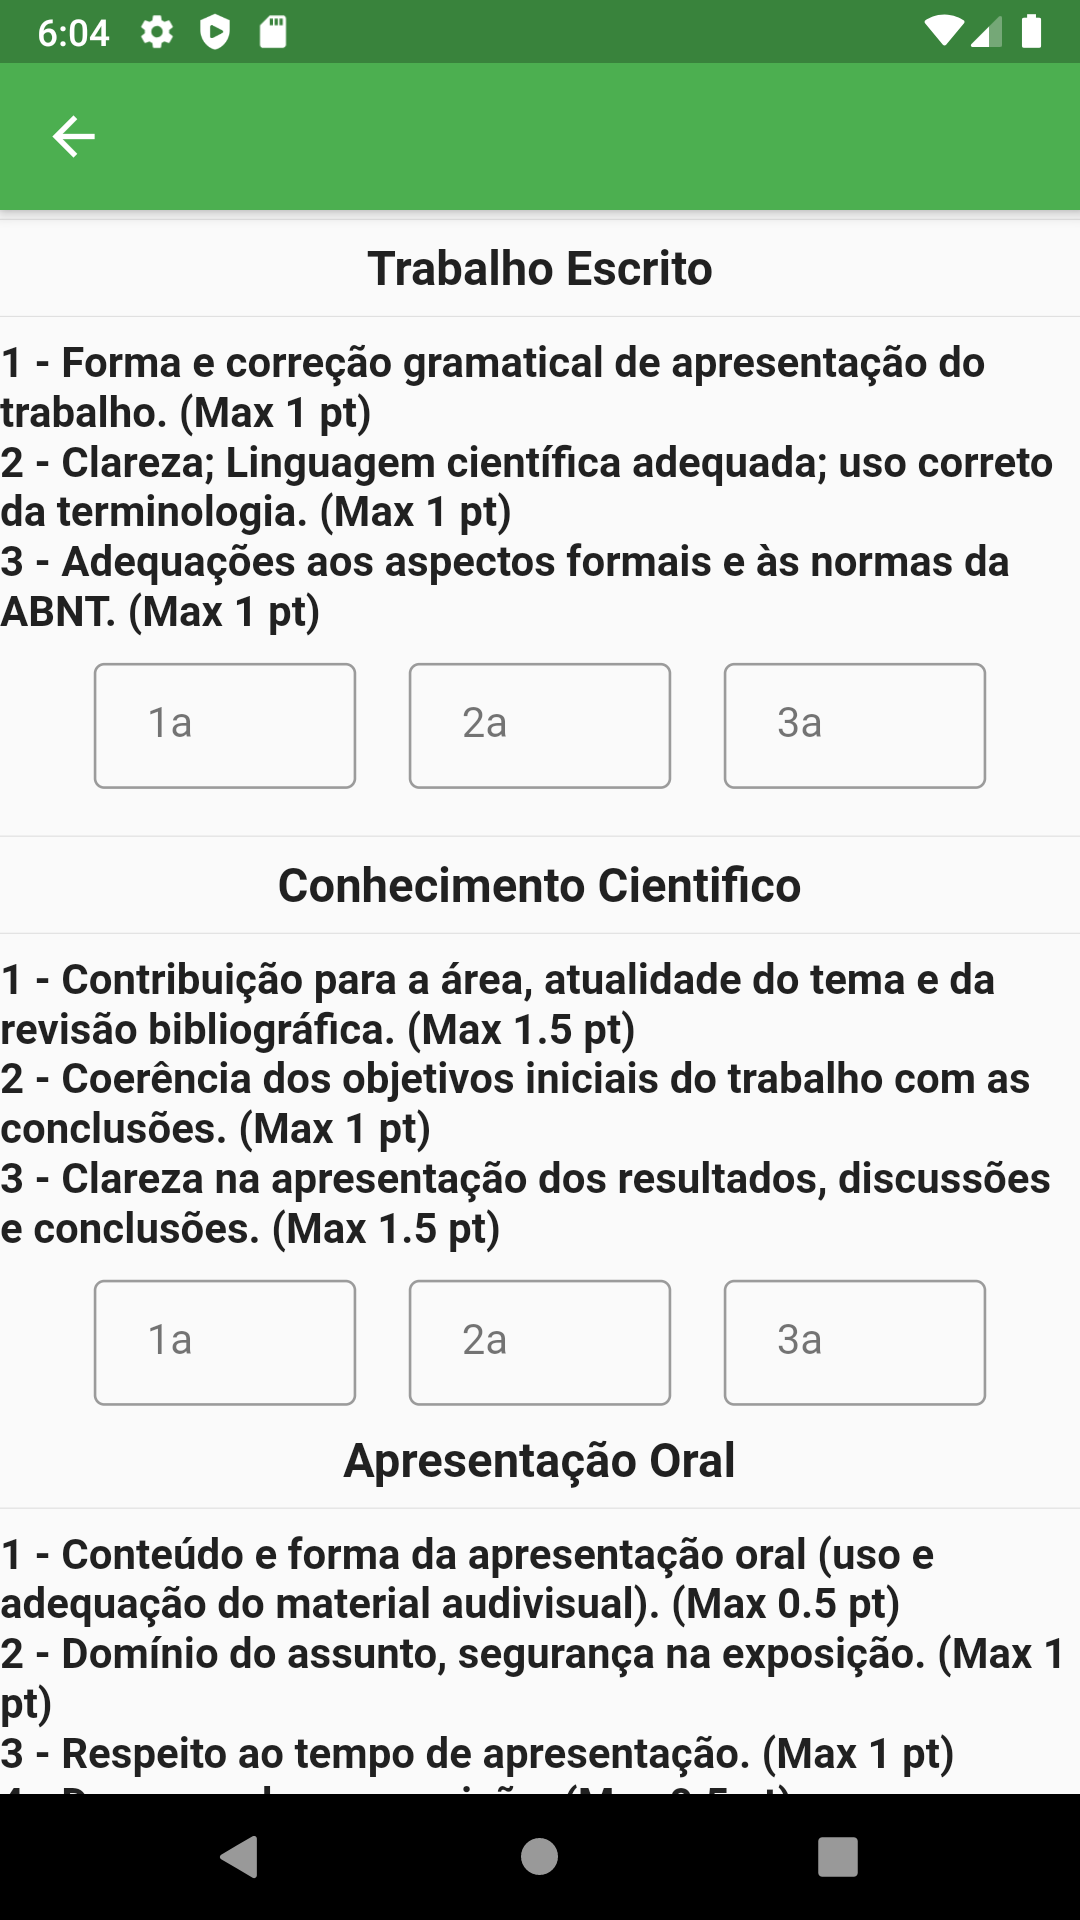 6:04
Trabalho Escrito
1 - Forma e correção gramatical de apresentação do
trabalho. (Max 1 pt)
2 - Clareza; Linguagem científica adequada; uso correto
da terminologia. (Max 1 pt)
3 - Adequações aos aspectos formais e às normas da
ABNT. (Max 1 pt)
1a 2a 3a
Conhecimento Cientifico
1 - Contribuição para a área, atualidade do tema e da
revisão bibliográfica. (Max 1.5 pt)
2 - Coerência dos objetivos iniciais do trabalho com as
conclusões. (Max 1 pt)
3 - Clareza na apresentação dos resultados, discussões
e conclusões. (Max 1.5 pt)
1a 2a 3a
Apresentação Oral
1 - Conteúdo e forma da apresentação oral (uso e
adequação do material audivisual). (Max 0.5 pt)
2 - Domínio do assunto, segurança na exposição. (Max 1
pt)
3 - Respeito ao tempo de apresentação. (Max 1 pt)